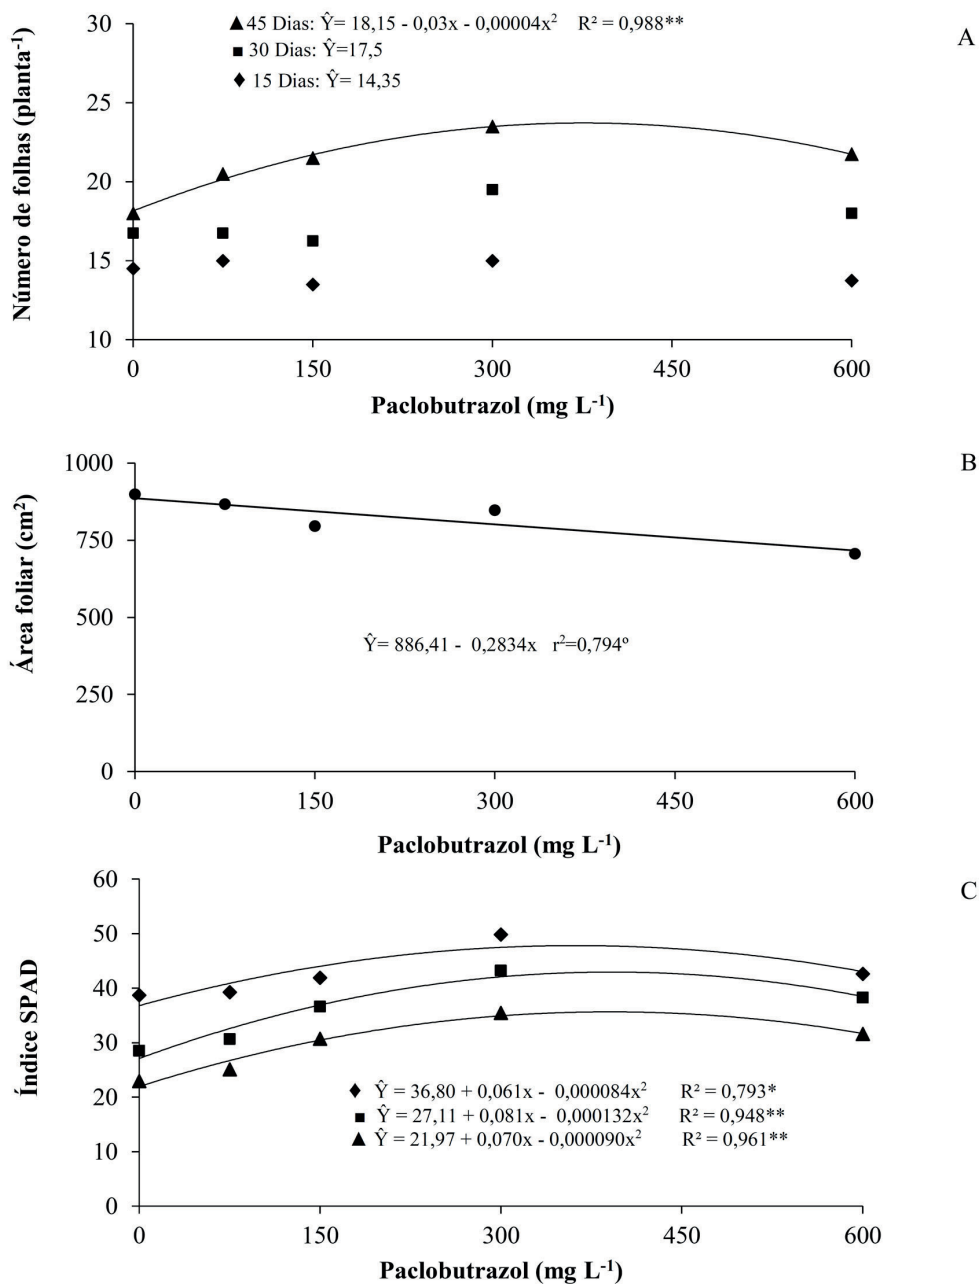 ▲ 45 Dias: Ŷ= 18,15 - 0,03x - 0,00004x² R² = 0,988**
■ 30 Dias: Ŷ=17,5
◆ 15 Dias: Ŷ= 14,35
A
Número de folhas (planta⁻¹)
30
25
20
15
10
0 150 300 450 600
Paclobutrazol (mg L⁻¹)
B
Área foliar (cm²)
1000
750
500
250
0
Ŷ= 886,41 - 0,2834x r²=0,794º
0 150 300 450 600
Paclobutrazol (mg L⁻¹)
C
Índice SPAD
60
50
40
30
20
10
0
◆ Ŷ = 36,80 + 0,061x - 0,000084x² R² = 0,793*
■ Ŷ = 27,11 + 0,081x - 0,000132x² R² = 0,948**
▲ Ŷ = 21,97 + 0,070x - 0,000090x² R² = 0,961**
0 150 300 450 600
Paclobutrazol (mg L⁻¹)